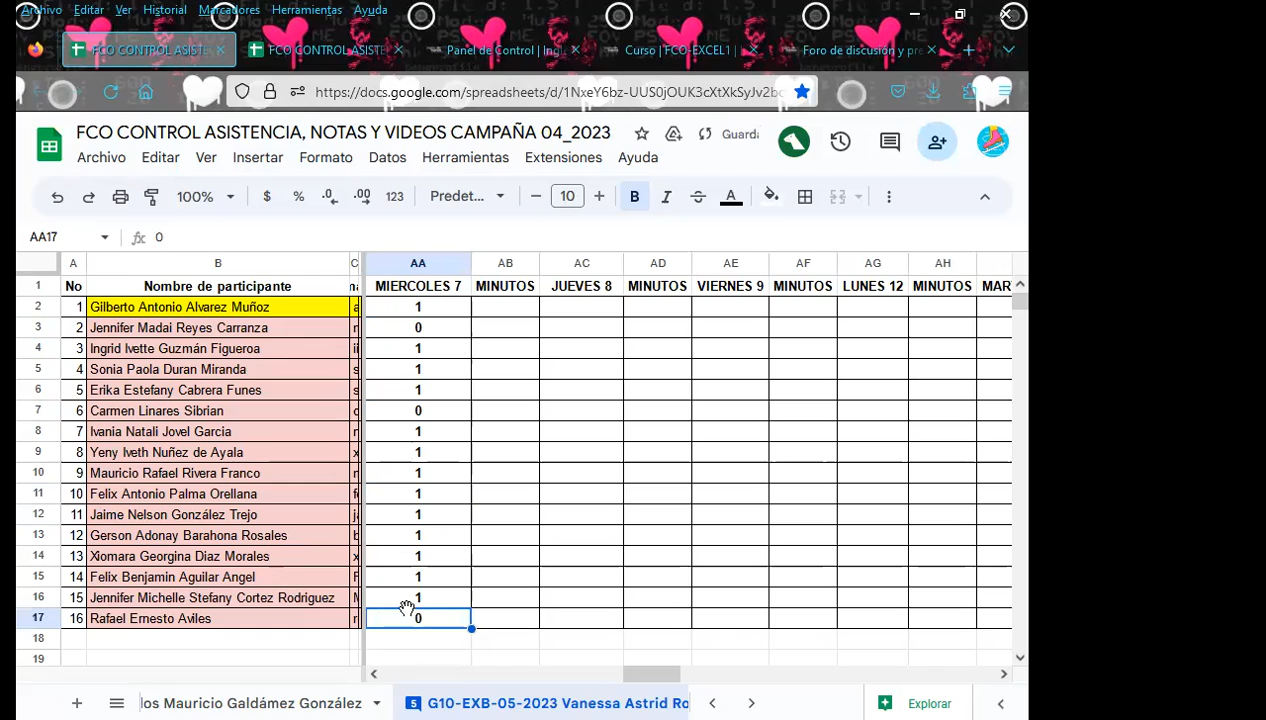 Archivo Editar Ver Historial Marcadores Herramientas Ayuda
FCO CONTROL ASISTE FCO CONTROL ASISTE Panel de Control | Ingl Curso | FCO-EXCEL1 Foro de discusión y pre
https://docs.google.com/spreadsheets/d/1NxeY6bz-UUS0jOUK3cXtXkSyJv2bc
FCO CONTROL ASISTENCIA, NOTAS Y VIDEOS CAMPAÑA 04_2023 Guarda
Archivo Editar Ver Insertar Formato Datos Herramientas Extensiones Ayuda
100% $ % .0 .00 123 Predet... 10 B I S A
AA17 fx 0
A B C AA AB AC AD AE AF AG AH
1 No Nombre de participante MIERCOLES 7 MINUTOS JUEVES 8 MINUTOS VIERNES 9 MINUTOS LUNES 12 MINUTOS MAR
2 1 Gilberto Antonio Alvarez Muñoz 1
3 2 Jennifer Madai Reyes Carranza 0
4 3 Ingrid Ivette Guzmán Figueroa 1
5 4 Sonia Paola Duran Miranda 1
6 5 Erika Estefany Cabrera Funes 1
7 6 Carmen Linares Sibrian 0
8 7 Ivania Natali Jovel Garcia 1
9 8 Yeny Iveth Nuñez de Ayala 1
10 9 Mauricio Rafael Rivera Franco 1
11 10 Felix Antonio Palma Orellana 1
12 11 Jaime Nelson González Trejo 1
13 12 Gerson Adonay Barahona Rosales 1
14 13 Xiomara Georgina Diaz Morales 1
15 14 Felix Benjamin Aguilar Angel 1
16 15 Jennifer Michelle Stefany Cortez Rodriguez 1
17 16 Rafael Ernesto Aviles 0
18
19
los Mauricio Galdámez González 5 G10-EXB-05-2023 Vanessa Astrid Ro Explorar